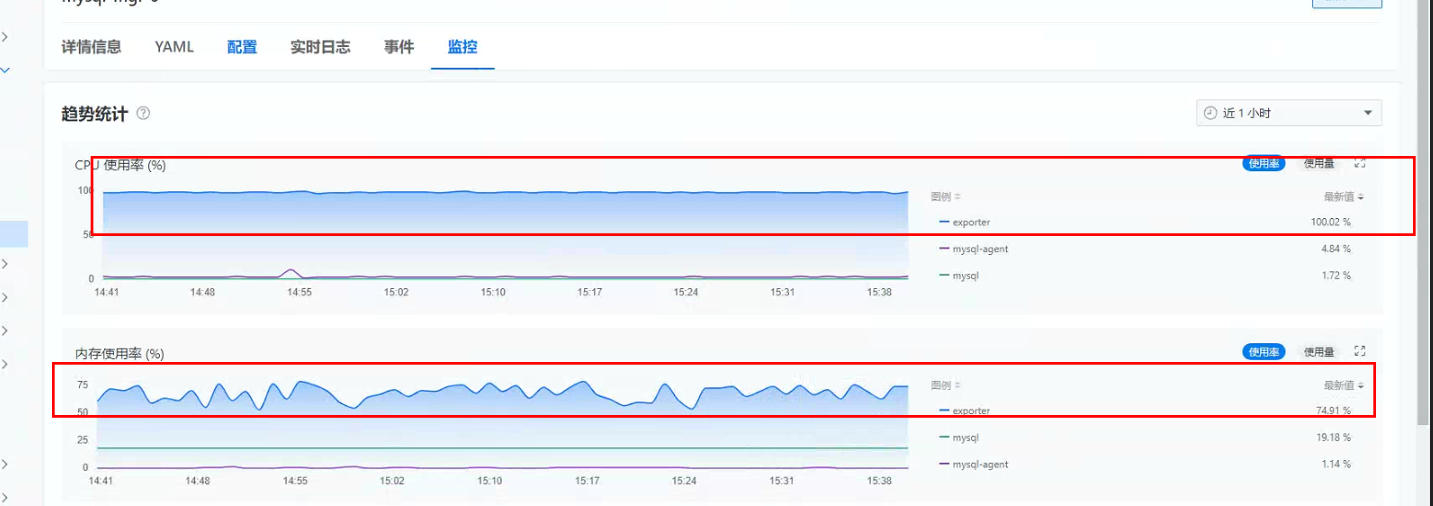 详情信息 YAML 配置 实时日志 事件 监控
趋势统计 近 1 小时
CPU 使用率 (%) 使用率 使用量
100
50
0
14:41 14:48 14:55 15:02 15:10 15:17 15:24 15:31 15:38
图例 最新值
exporter 100.02 %
mysql-agent 4.84 %
mysql 1.72 %
内存使用率 (%) 使用率 使用量
75
50
25
0
14:41 14:48 14:55 15:02 15:10 15:17 15:24 15:31 15:38
图例 最新值
exporter 74.91 %
mysql 19.18 %
mysql-agent 1.14 %